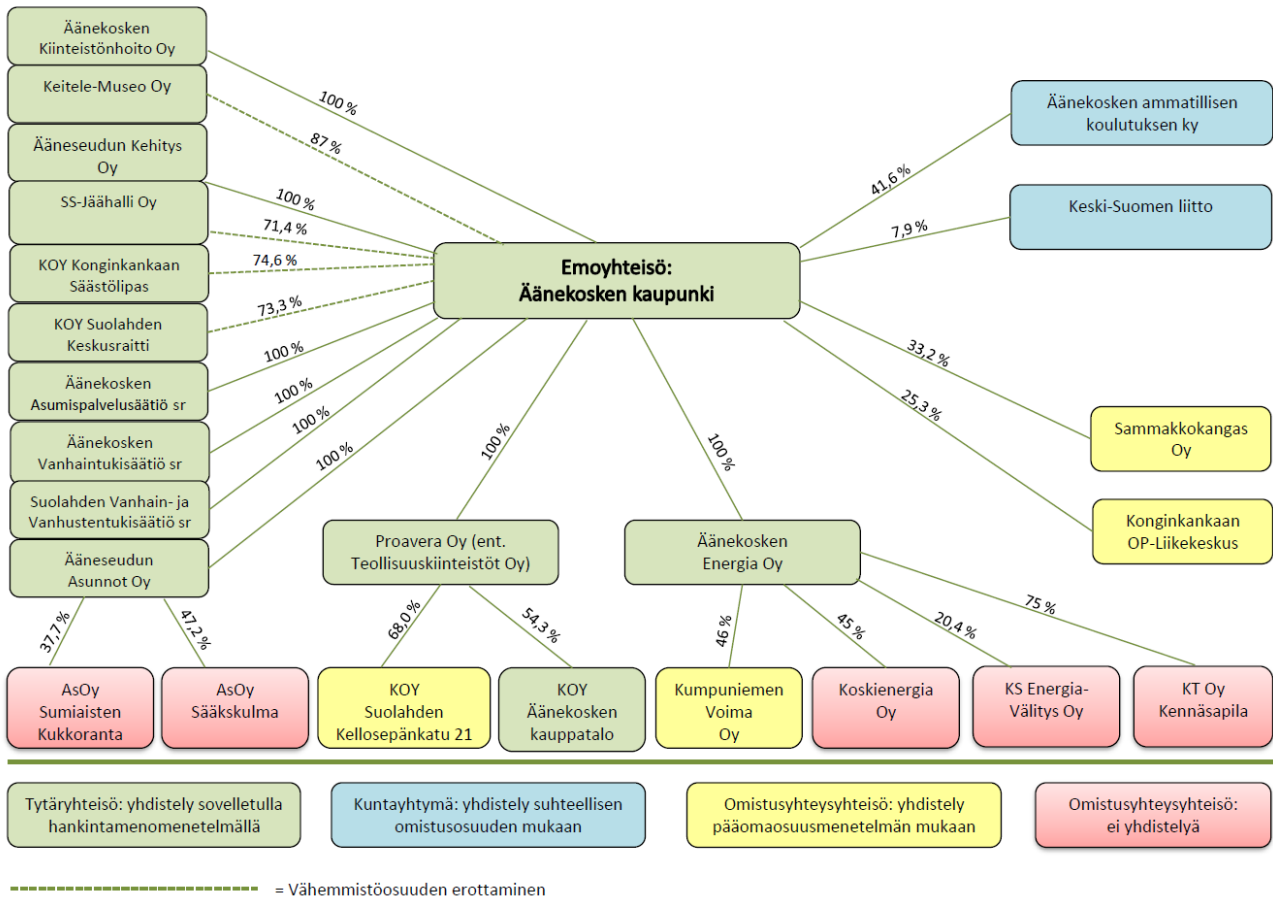 Äänekosken
Kiinteistönhoito Oy
Keitele-Museo Oy
Ääneseudun Kehitys
Oy
SS-Jäähalli Oy
KOY Konginkankaan
Säästölipas
KOY Suolahden
Keskusraitti
Äänekosken
Asumispalvelusäätiö sr
Äänekosken
Vanhaintukisäätiö sr
Suolahden Vanhain- ja
Vanhustentukisäätiö sr
Ääneseudun
Asunnot Oy
100 %
87 %
100 %
71,4 %
74,6 %
73,3 %
100 %
100 %
100 %
100 %
Emoyhteisö:
Äänekosken kaupunki
41,6 %
7,9 %
Äänekosken ammatillisen
koulutuksen ky
Keski-Suomen liitto
33,2 %
25,3 %
Sammakkokangas
Oy
Konginkankaan
OP-Liikekeskus
100 %
100 %
Proavera Oy (ent.
Teollisuuskiinteistöt Oy)
Äänekosken
Energia Oy
37,7 %
47,2 %
68,0 %
54,3 %
46 %
45 %
20,4 %
75 %
AsOy
Sumiaisten
Kukkoranta
AsOy
Sääkskulma
KOY
Suolahden
Kellosepänkatu 21
KOY
Äänekosken
kauppatalo
Kumpuniemen
Voima
Oy
Koskienergia
Oy
KS Energia-
Välitys Oy
KT Oy
Kennäsapila
Tytäryhteisö: yhdistely sovelletulla
hankintamenomenetelmällä
Kuntayhtymä: yhdistely suhteellisen
omistusosuuden mukaan
Omistusyhteysyhteisö: yhdistely
pääomaosuusmenetelmän mukaan
Omistusyhteysyhteisö:
ei yhdistelyä
= Vähemmistöosuuden erottaminen